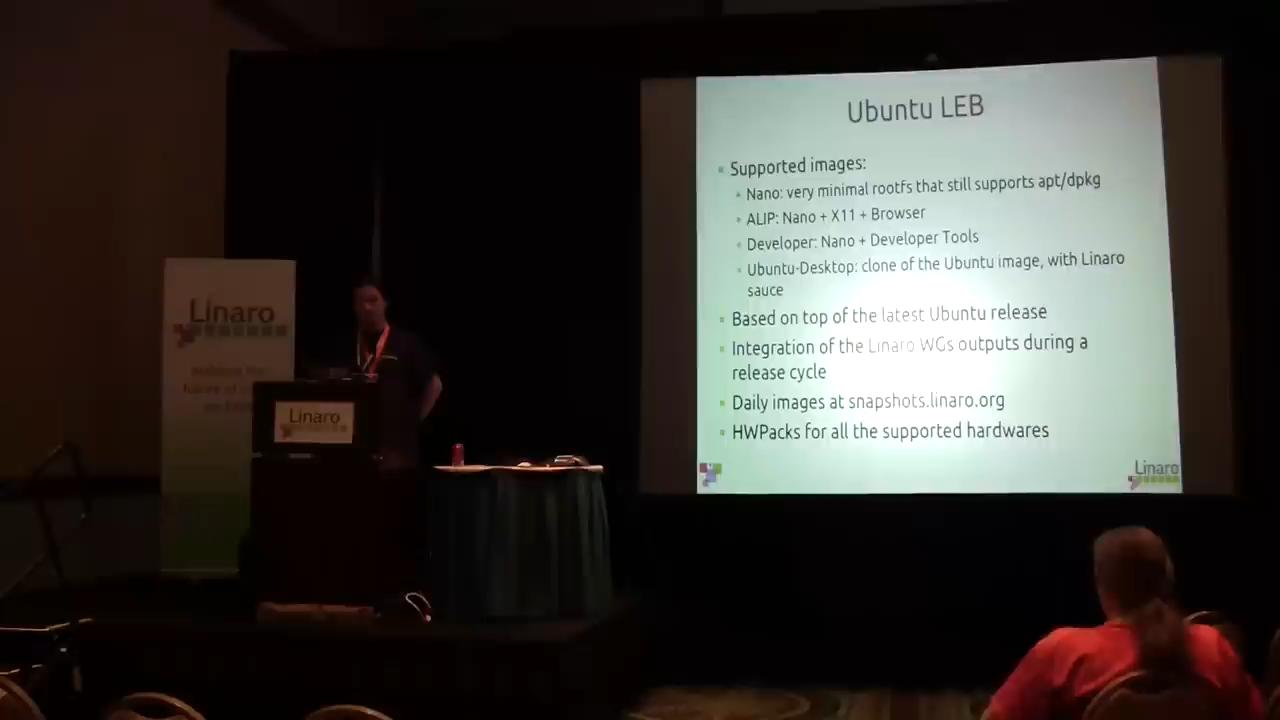 Ubuntu LEB
Supported images:
Nano: very minimal rootfs that still supports apt/dpkg
ALIP: Nano + X11 + Browser
Developer: Nano + Developer Tools
Ubuntu-Desktop: clone of the Ubuntu image, with Linaro
sauce
Based on top of the latest Ubuntu release
Integration of the Linaro WGs outputs during a
release cycle
Daily images at snapshots.linaro.org
HWPacks for all the supported hardwares
Linaro
Linaro
Linaro